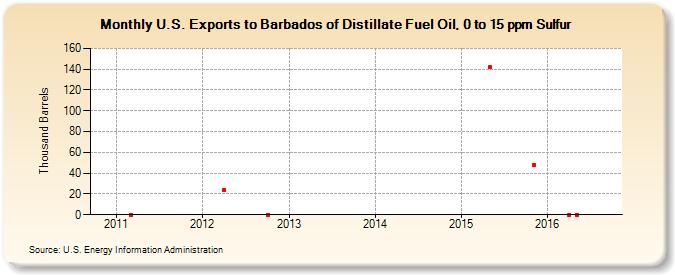 Monthly U.S. Exports to Barbados of Distillate Fuel Oil, 0 to 15 ppm Sulfur
Thousand Barrels
160
140
120
100
80
60
40
20
0
2011 2012 2013 2014 2015 2016
Source: U.S. Energy Information Administration